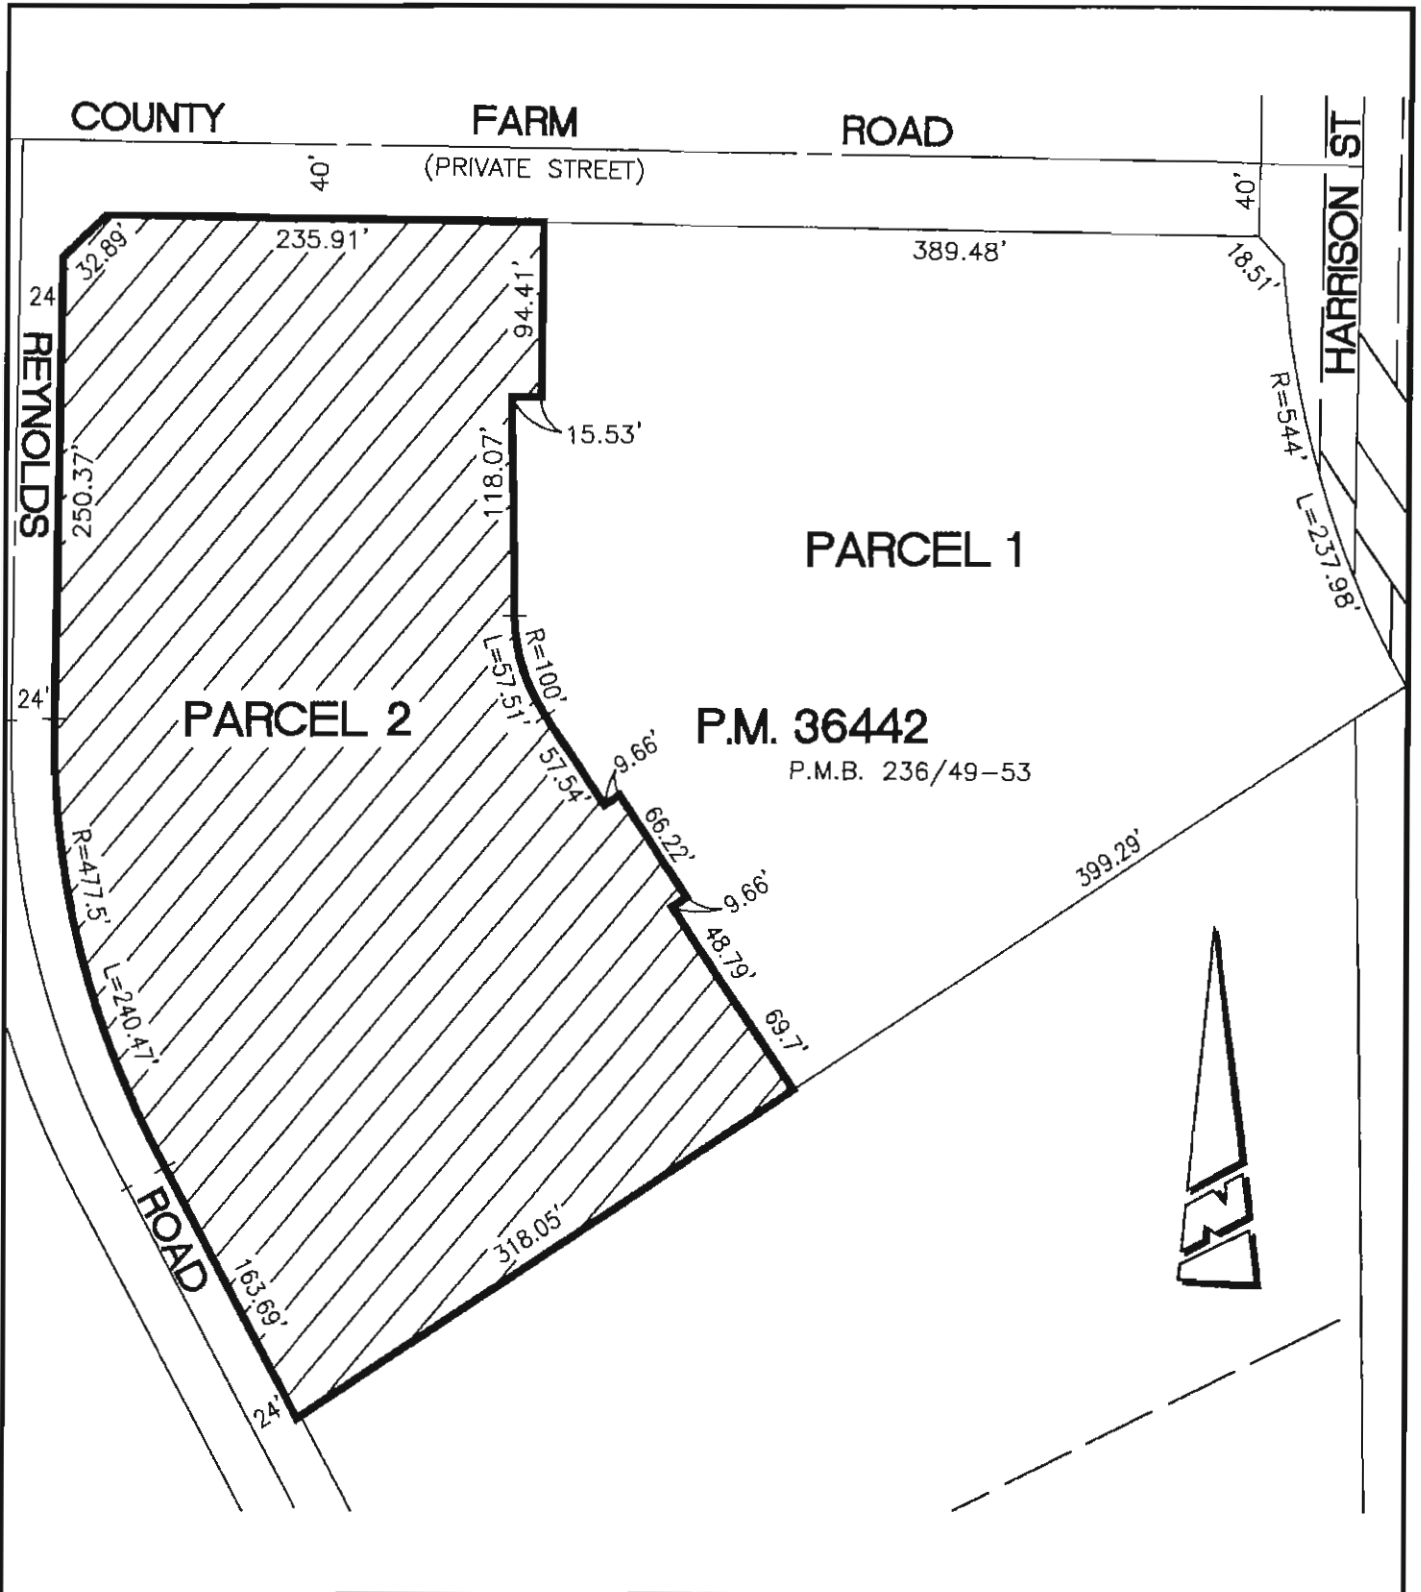 COUNTY FARM ROAD
(PRIVATE STREET)
40'
40'
HARRISON ST
235.91'
389.48'
32.89'
18.51'
24
94.41'
REYNOLDS
15.53'
R=544'
250.37'
118.07'
L=237.98'
PARCEL 1
R=100'
L=57.51'
24'
PARCEL 2
P.M. 36442
P.M.B. 236/49-53
57.54'
9.66'
66.22'
R=477.5'
399.29'
9.66'
48.79'
L=240.47'
69.7'
ROAD
318.05'
163.69'
24'
N